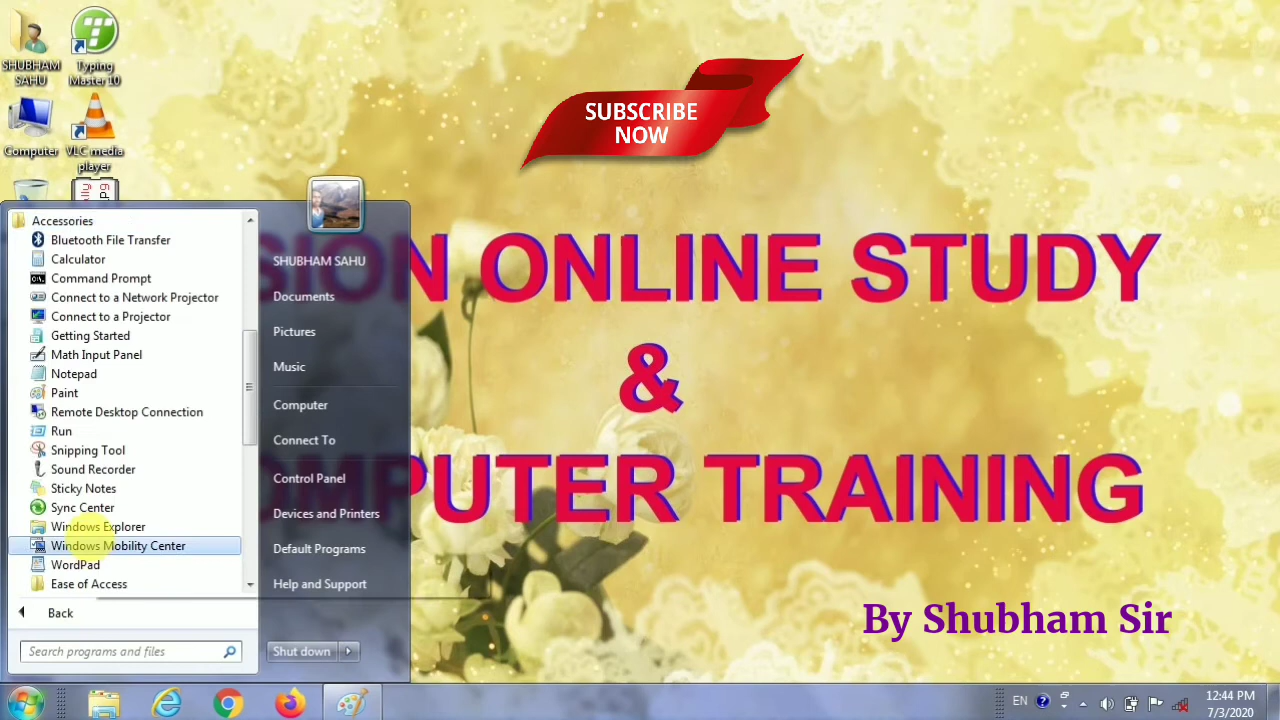 SHUBHAM
SAHU
Typing
Master 10
Computer
VLC media
player
SUBSCRIBE
NOW
ONLINE STUDY
&
COMPUTER TRAINING
By Shubham Sir
Accessories
Bluetooth File Transfer
Calculator
Command Prompt
Connect to a Network Projector
Connect to a Projector
Getting Started
Math Input Panel
Notepad
Paint
Remote Desktop Connection
Run
Snipping Tool
Sound Recorder
Sticky Notes
Sync Center
Windows Explorer
Windows Mobility Center
WordPad
Ease of Access
Back
Search programs and files
SHUBHAM SAHU
Documents
Pictures
Music
Computer
Connect To
Control Panel
Devices and Printers
Default Programs
Help and Support
Shut down
EN
12:44 PM
7/3/2020